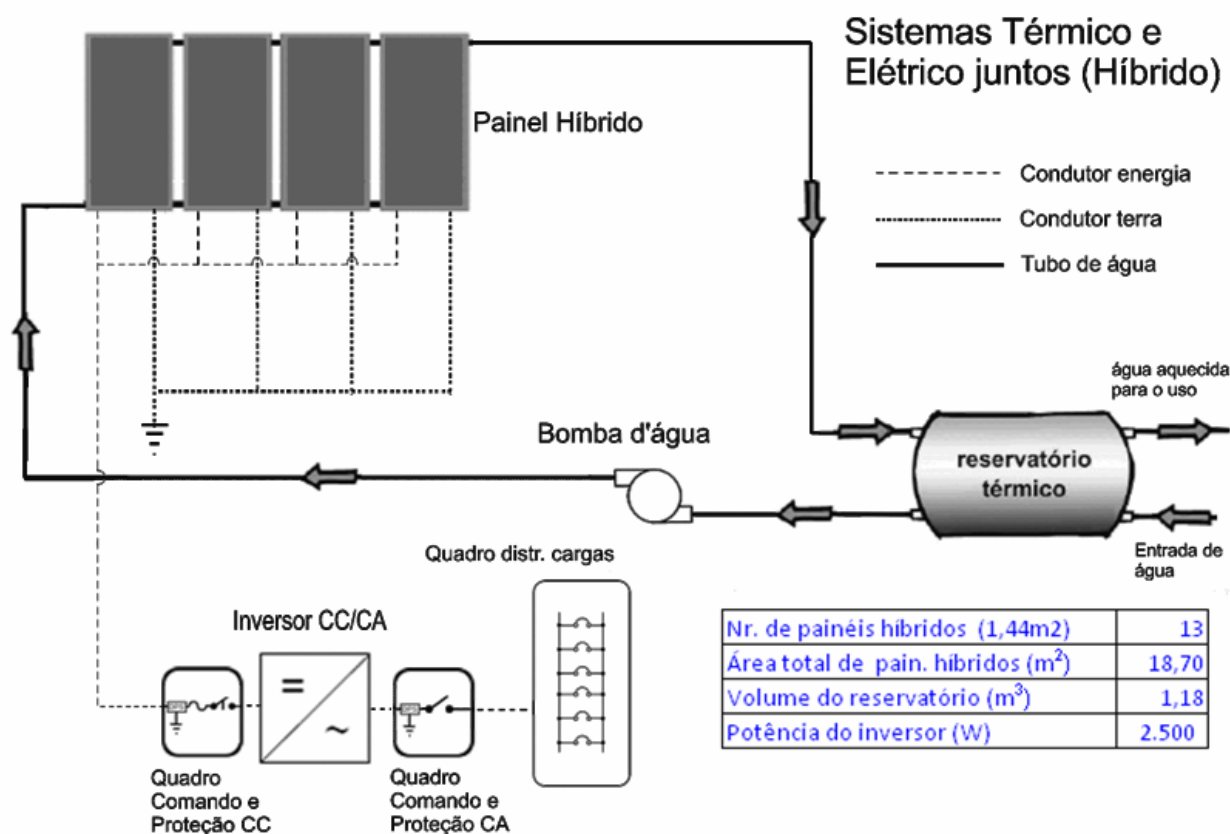 Sistemas Térmico e
Elétrico juntos (Híbrido)
Painel Híbrido
Condutor energia
Condutor terra
Tubo de água
água aquecida
para o uso
Bomba d'água
reservatório
térmico
Entrada de
água
Quadro distr. cargas
Inversor CC/CA
=
~
Quadro
Comando e
Proteção CC
Quadro
Comando e
Proteção CA
Nr. de painéis híbridos (1,44m2) 13
Área total de pain. híbridos (m²) 18,70
Volume do reservatório (m³) 1,18
Potência do inversor (W) 2.500